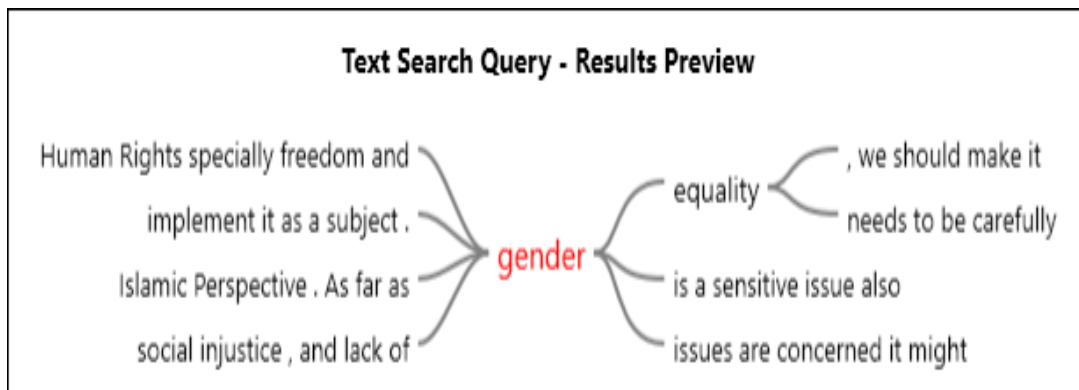 Text Search Query - Results Preview
Human Rights specially freedom and
implement it as a subject .
Islamic Perspective . As far as
social injustice , and lack of
gender
equality
, we should make it
needs to be carefully
is a sensitive issue also
issues are concerned it might